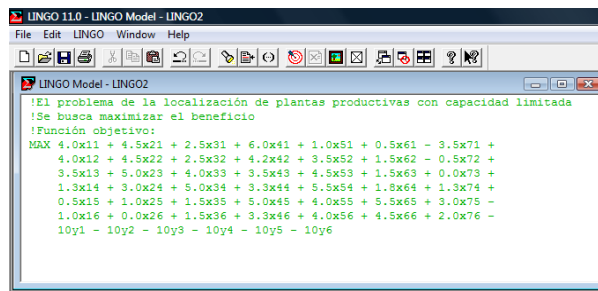 LINGO 11.0 - LINGO Model - LINGO2
File Edit LINGO Window Help
LINGO Model - LINGO2
!El problema de la localización de plantas productivas con capacidad limitada
!Se busca maximizar el beneficio
!Función objetivo:
MAX 4.0x11 + 4.5x21 + 2.5x31 + 6.0x41 + 1.0x51 + 0.5x61 - 3.5x71 +
4.0x12 + 4.5x22 + 2.5x32 + 4.2x42 + 3.5x52 + 1.5x62 - 0.5x72 +
3.5x13 + 5.0x23 + 4.0x33 + 3.5x43 + 4.5x53 + 1.5x63 + 0.0x73 +
1.3x14 + 3.0x24 + 5.0x34 + 3.3x44 + 5.5x54 + 1.8x64 + 1.3x74 +
0.5x15 + 1.0x25 + 1.5x35 + 5.0x45 + 4.0x55 + 5.5x65 + 3.0x75 -
1.0x16 + 0.0x26 + 1.5x36 + 3.3x46 + 4.0x56 + 4.5x66 + 2.0x76 -
10y1 - 10y2 - 10y3 - 10y4 - 10y5 - 10y6